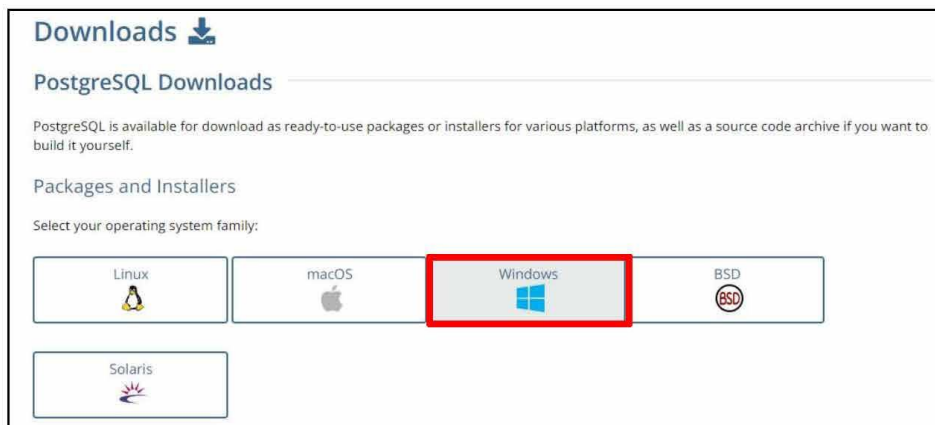 Downloads
PostgreSQL Downloads
PostgreSQL is available for download as ready-to-use packages or installers for various platforms, as well as a source code archive if you want to
build it yourself.
Packages and Installers
Select your operating system family:
Linux
macOS
Windows
BSD
BSD
Solaris